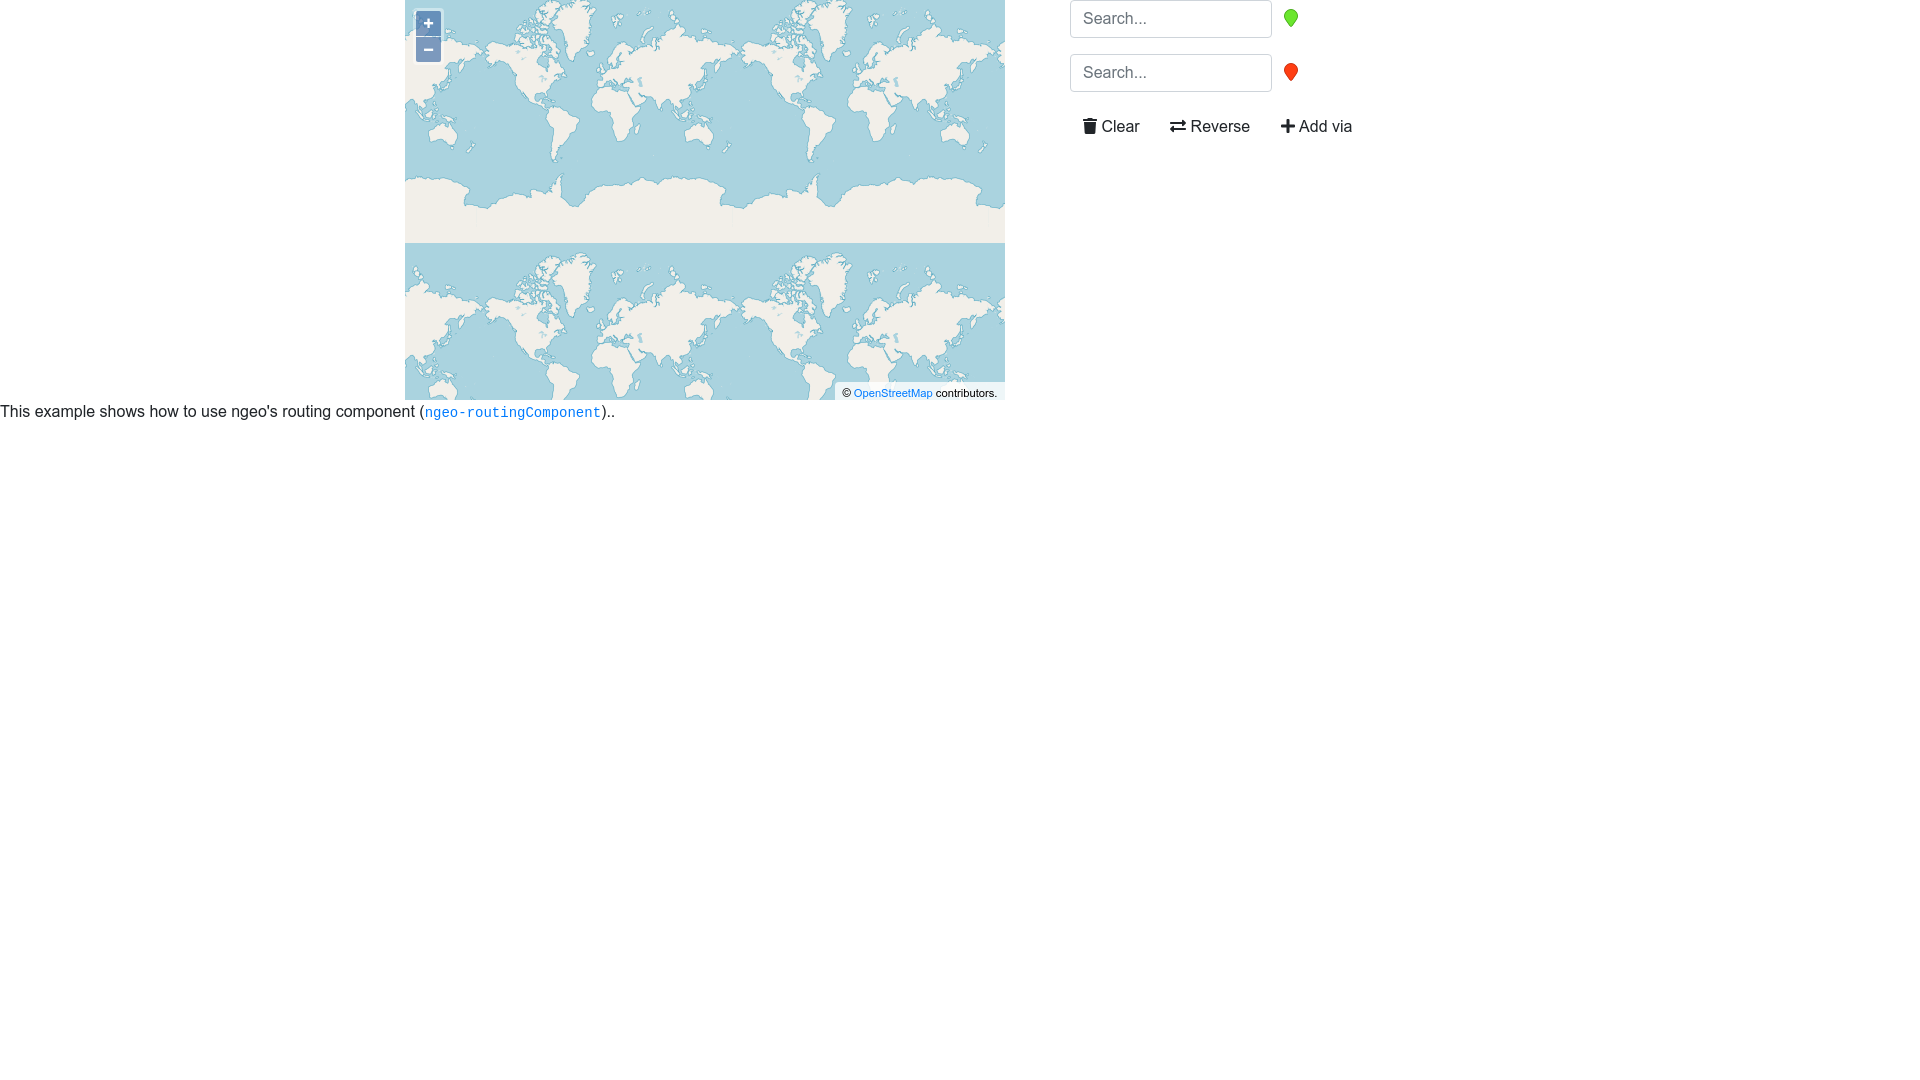 +
−
Search...
Search...
Clear
Reverse
Add via
© OpenStreetMap contributors.
This example shows how to use ngeo's routing component (ngeo-routingComponent)..